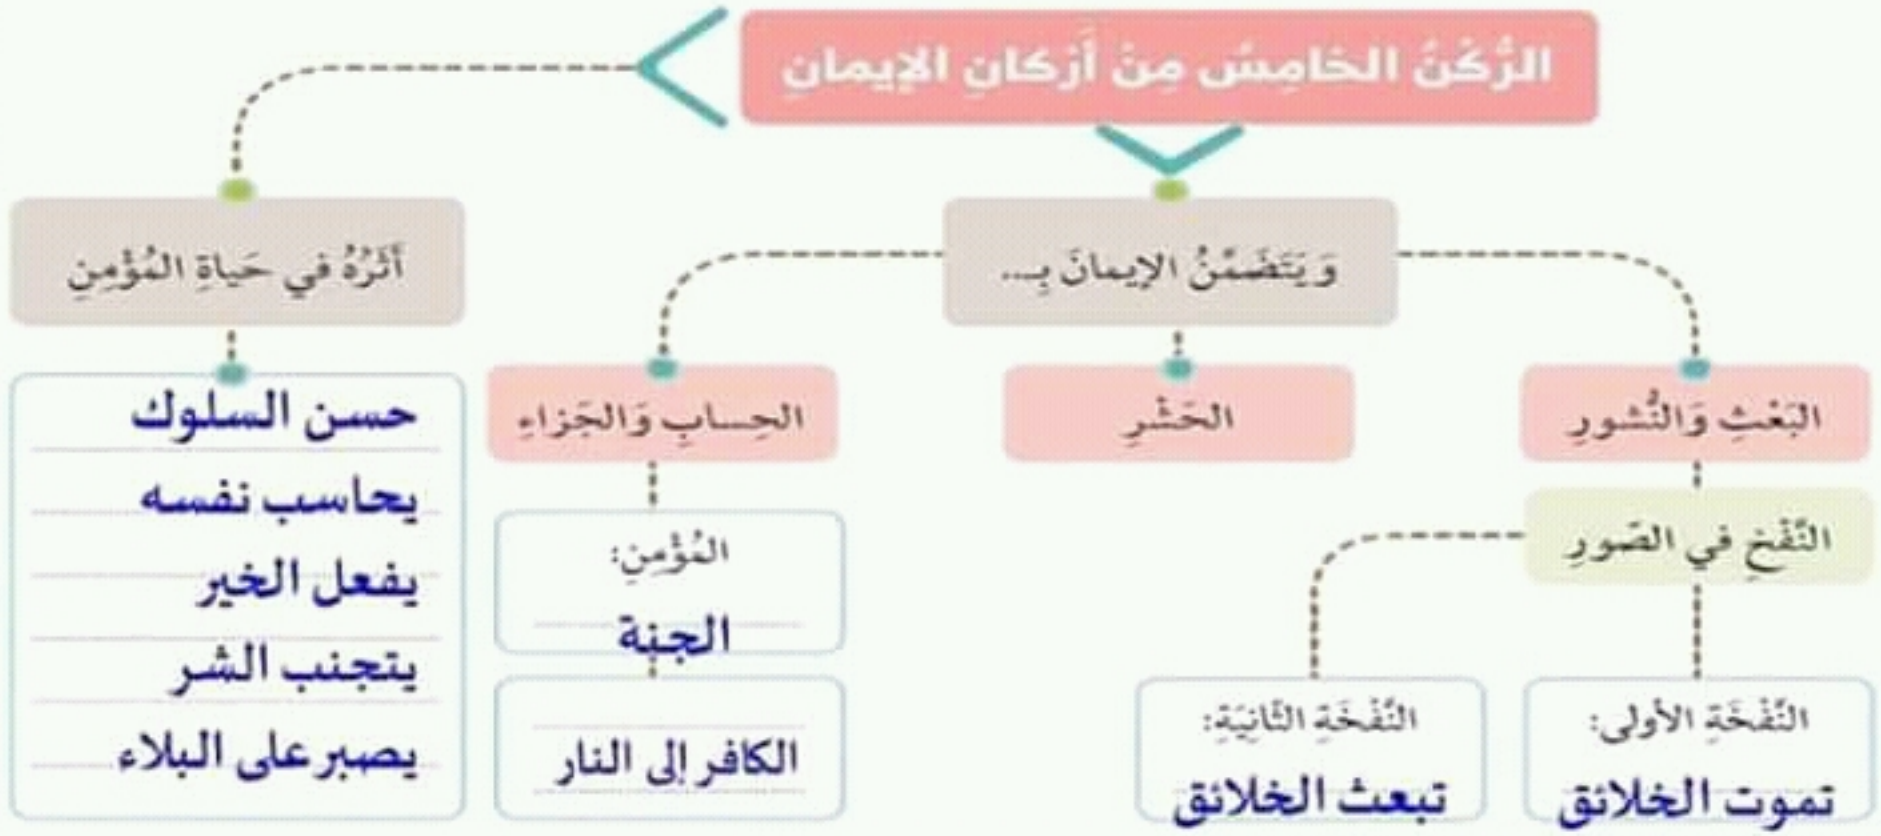 الرُّكْنُ الخامِسُ مِنْ أَرْكانِ الإيمانِ
وَيَتَضَمَّنُ الإيمانَ بِـ...
البَعْثِ وَالنُّشورِ
النَّفْخِ في الصّورِ
النَّفْخَةِ الأولى:
تموت الخلائق
النَّفْخَةِ الثّانِيَةِ:
تبعث الخلائق
الحَشْرِ
الحِسابِ وَالجَزاءِ
المُؤْمِنِ:
الجنة
الكافر إلى النار
أَثَرُهُ في حَياةِ المُؤْمِنِ
حسن السلوك
يحاسب نفسه
يفعل الخير
يتجنب الشر
يصبر على البلاء